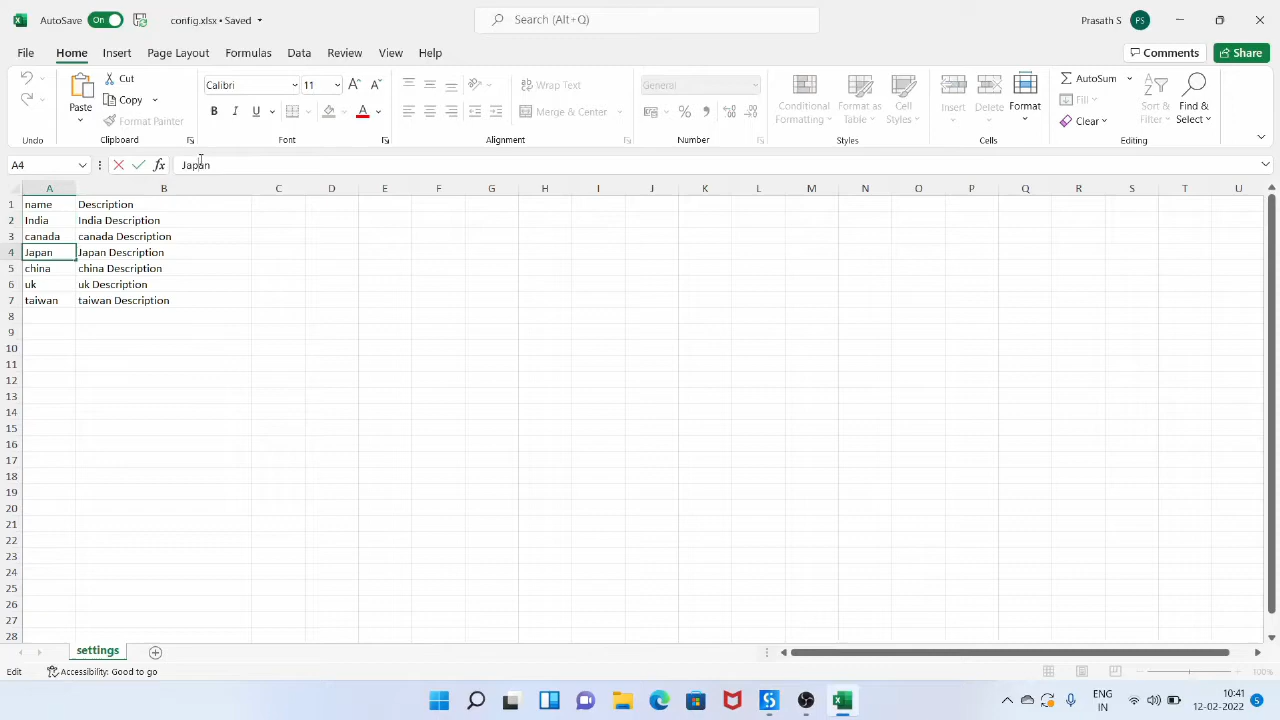 AutoSave On config.xlsx • Saved Search (Alt+Q) Prasath S PS
File Home Insert Page Layout Formulas Data Review View Help Comments Share
Paste Cut Copy Format Painter
Calibri 11
Wrap Text
Merge & Center
General
Conditional Formatting Format as Table Cell Styles
Insert Delete Format
AutoSum Fill Clear
Sort & Filter Find & Select
Undo Clipboard Font Alignment Number Styles Cells Editing
A4 fx Japan
A B C D E F G H I J K L M N O P Q R S T U
1 name Description
2 India India Description
3 canada canada Description
4 Japan Japan Description
5 china china Description
6 uk uk Description
7 taiwan taiwan Description
8
9
10
11
12
13
14
15
16
17
18
19
20
21
22
23
24
25
26
27
28
settings
Edit Accessibility: Good to go 100%
ENG IN 10:41 12-02-2022 5